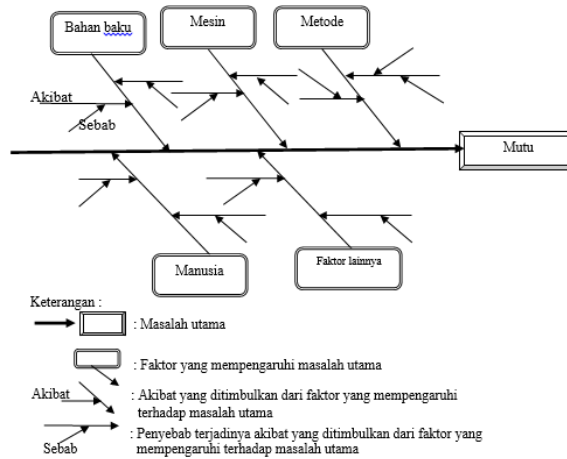 Bahan baku
Mesin
Metode
Akibat
Sebab
Mutu
Manusia
Faktor lainnya
Keterangan :
: Masalah utama
: Faktor yang mempengaruhi masalah utama
Akibat
: Akibat yang ditimbulkan dari faktor yang mempengaruhi
terhadap masalah utama
Sebab
: Penyebab terjadinya akibat yang ditimbulkan dari faktor yang
mempengaruhi terhadap masalah utama